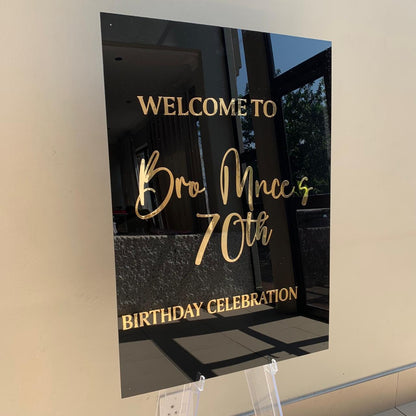 WELCOME TO
Bro Mnce's
70th
BIRTHDAY CELEBRATION